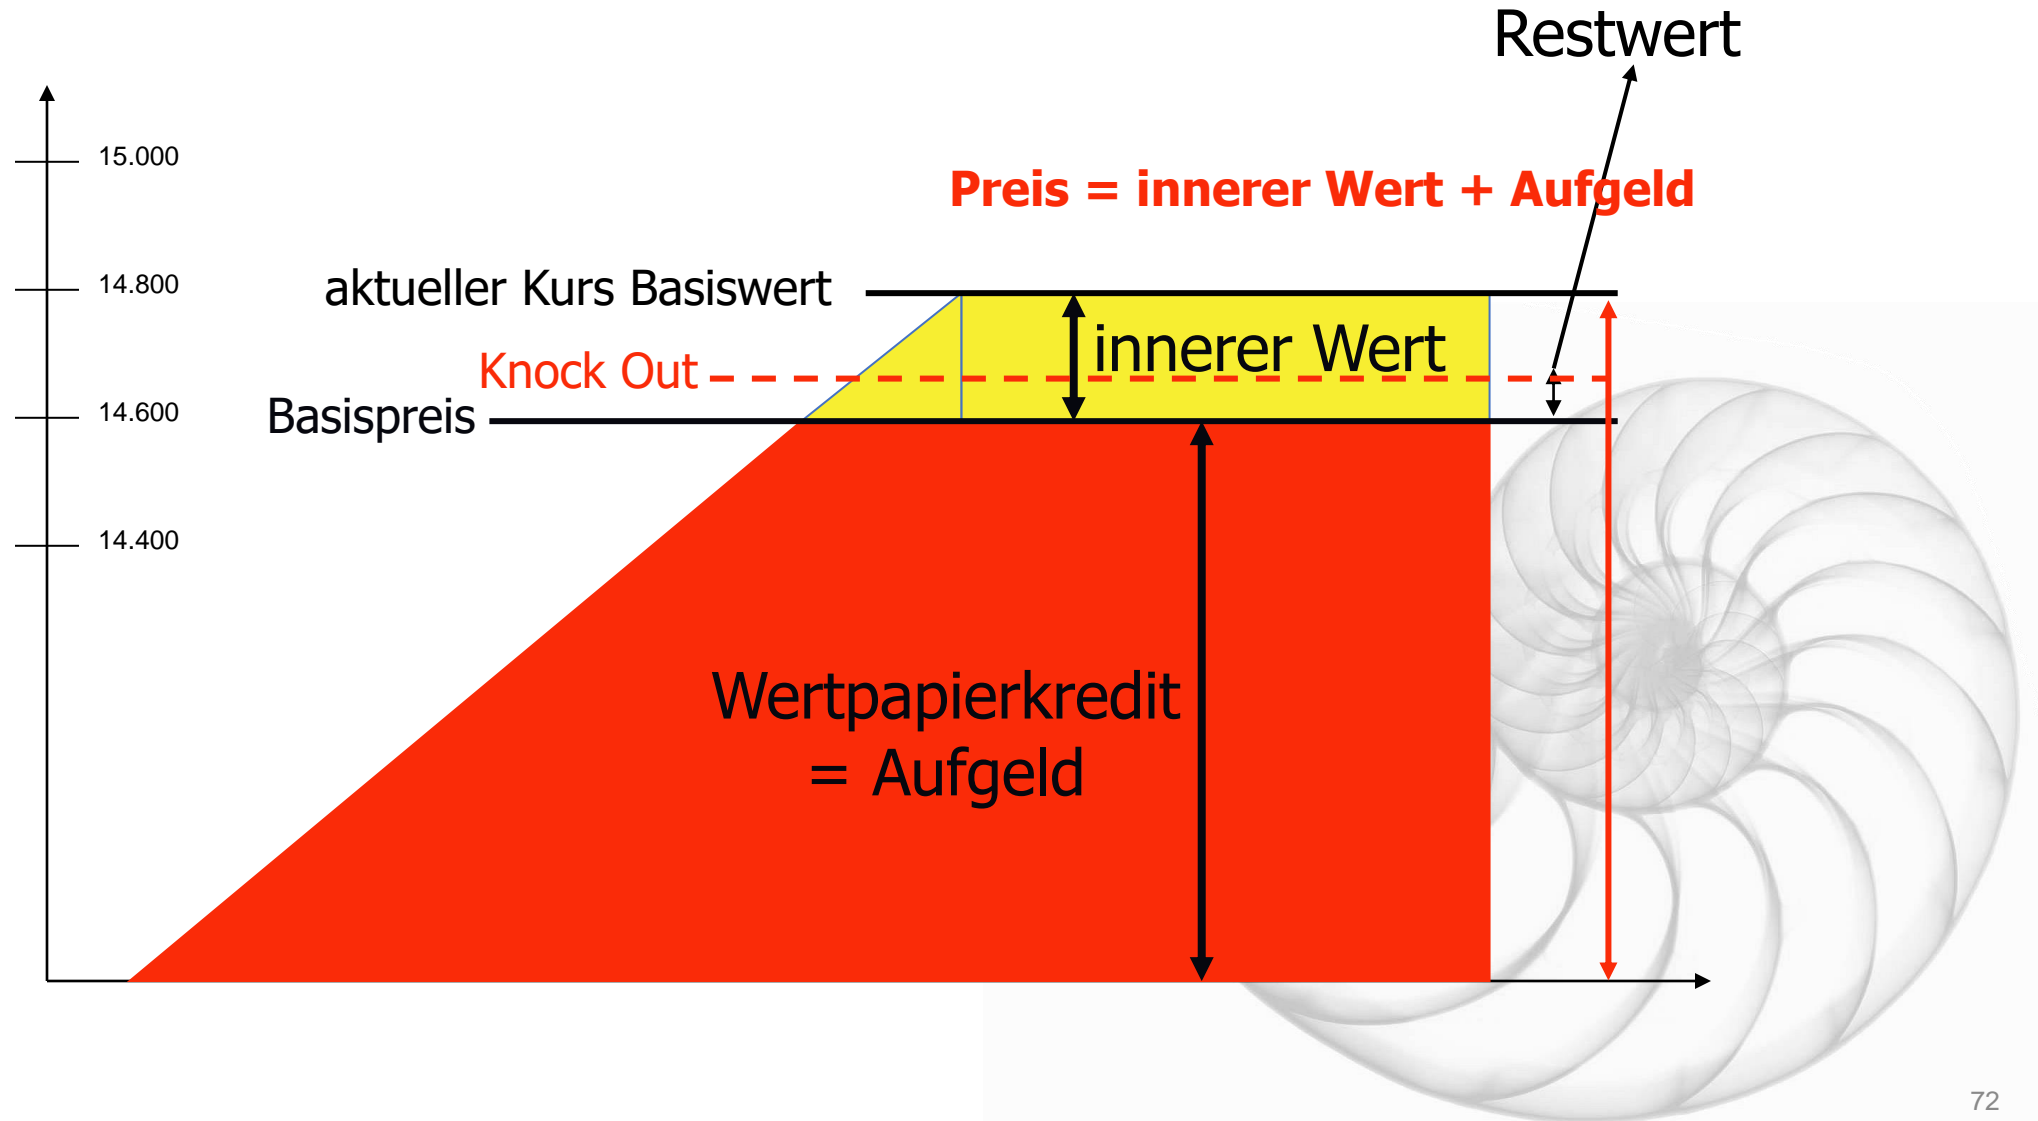 Restwert
15.000
Preis = innerer Wert + Aufgeld
14.800
aktueller Kurs Basiswert
innerer Wert
Knock Out
14.600
Basispreis
14.400
Wertpapierkredit
= Aufgeld
72